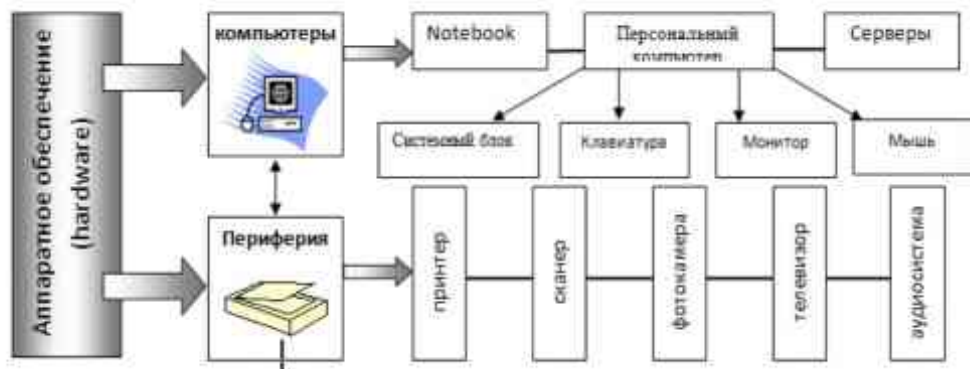 Аппаратное обеспечение
(hardware)
компьютеры
Notebook
Персональный
компьютер
Серверы
Системный блок
Клавиатура
Монитор
Мышь
Периферия
принтер
сканер
фотокамера
телевизор
аудиосистема